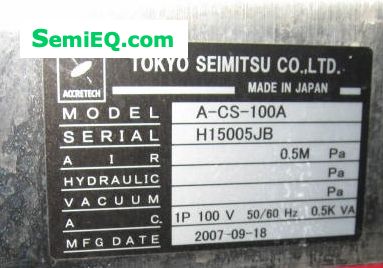 SemiEQ.com
TOKYO SEIMITSU CO.,LTD.
ACCRETECH
MADE IN JAPAN
MODEL A-CS-100A
SERIAL H15005JB
AIR 0.5M Pa
HYDRAULIC Pa
VACUUM Pa
A C. 1P 100 V 50/60 Hz 0.5K VA
MFG DATE 2007-09-18